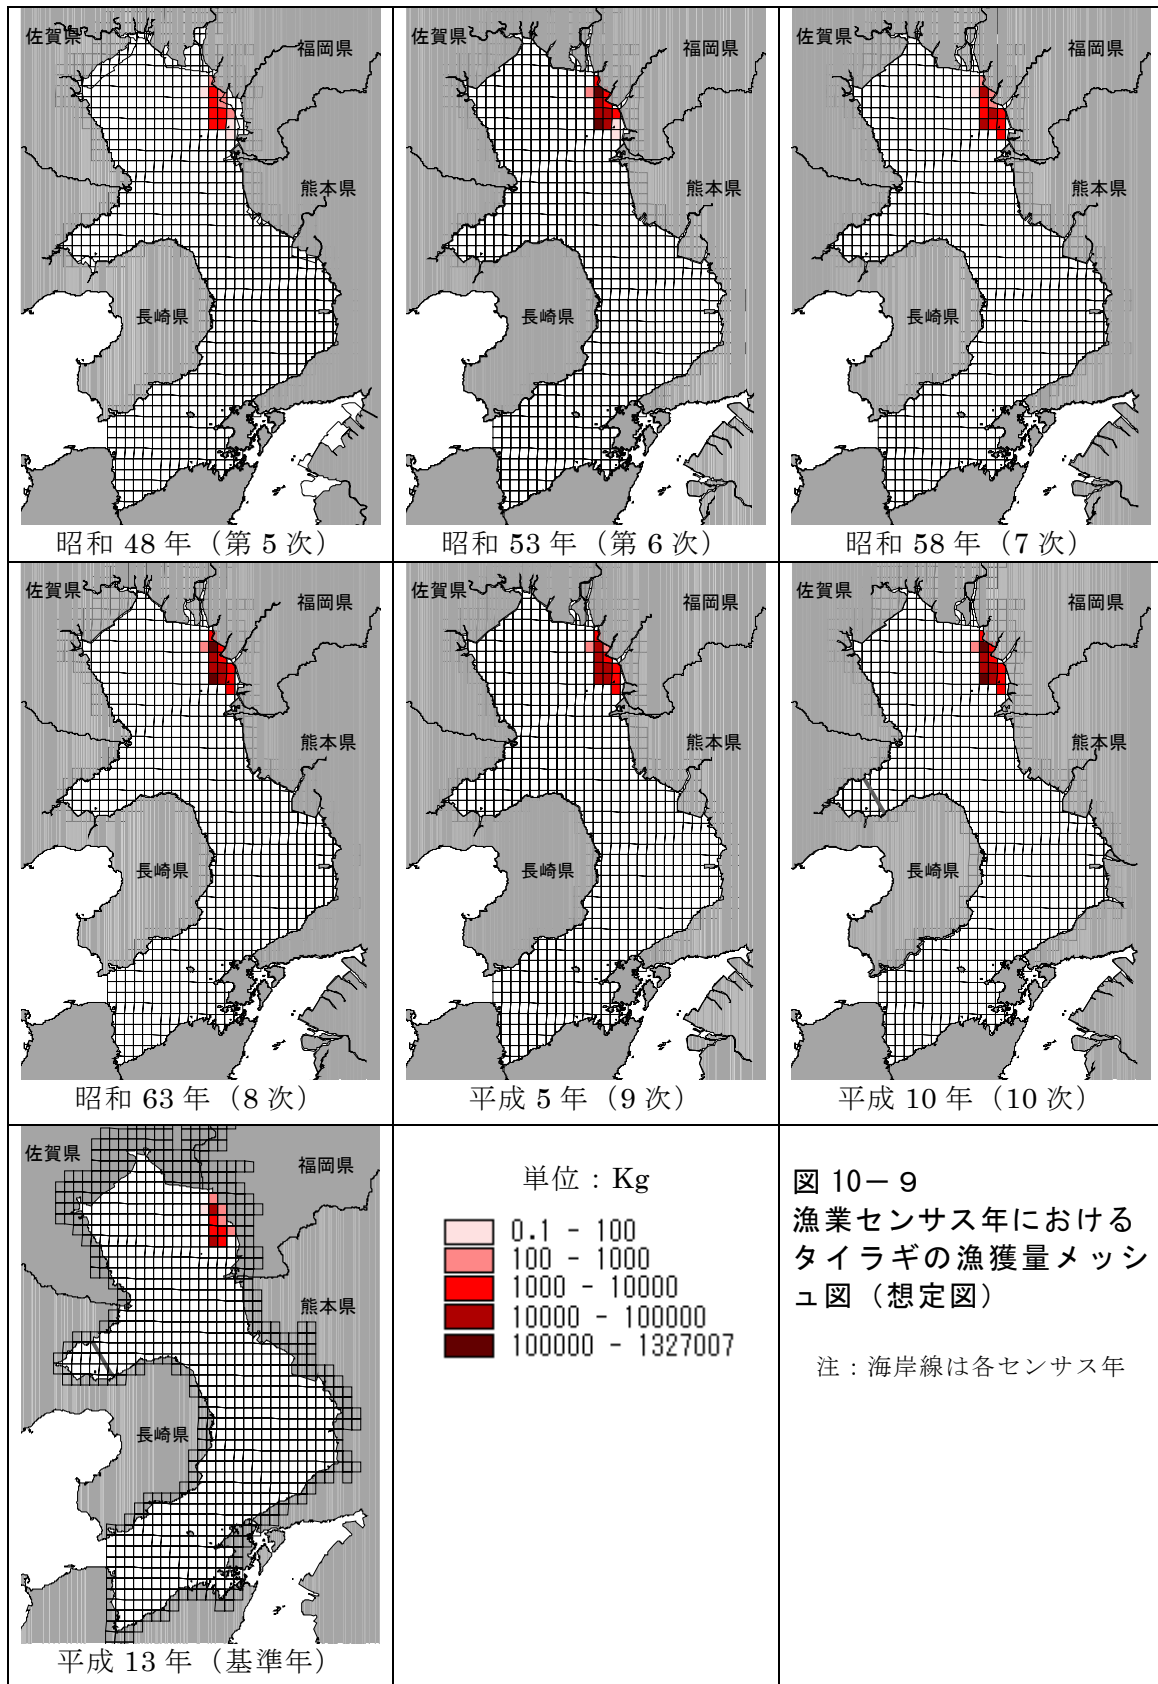 佐賀県
福岡県
熊本県
長崎県
昭和 48 年（第 5 次）
佐賀県
福岡県
熊本県
長崎県
昭和 53 年（第 6 次）
佐賀県
福岡県
熊本県
長崎県
昭和 58 年（7 次）
佐賀県
福岡県
熊本県
長崎県
昭和 63 年（8 次）
佐賀県
福岡県
熊本県
長崎県
平成 5 年（9 次）
佐賀県
福岡県
熊本県
長崎県
平成 10 年（10 次）
佐賀県
福岡県
熊本県
長崎県
平成 13 年（基準年）
単位：Kg
0.1 - 100
100 - 1000
1000 - 10000
10000 - 100000
100000 - 1327007
図 10－９
漁業センサス年における
タイラギの漁獲量メッシ
ュ図（想定図）
注：海岸線は各センサス年